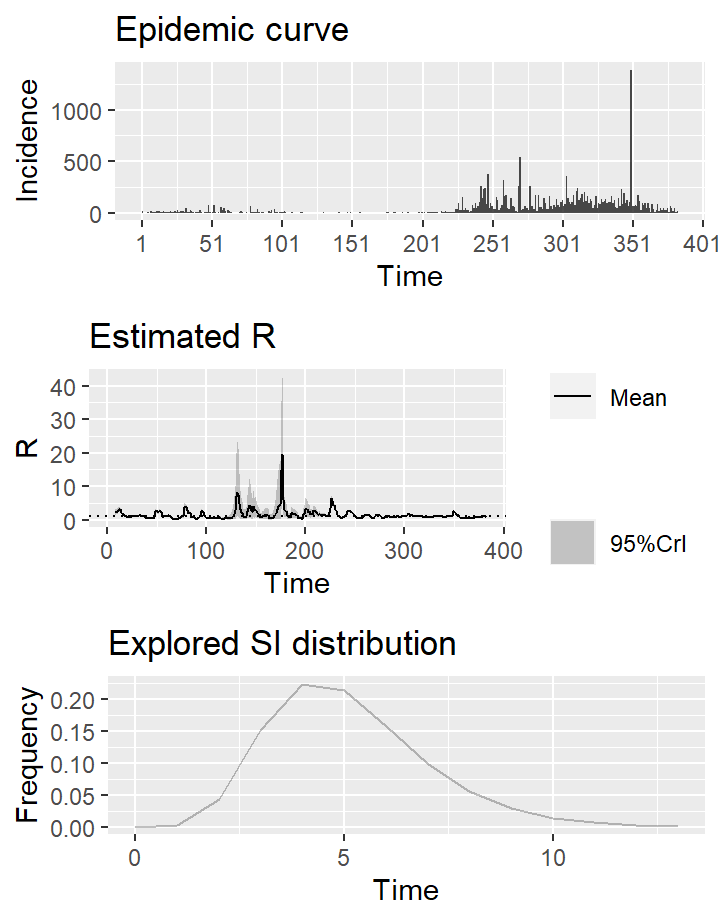 Epidemic curve
Incidence
1000
500
0
1 51 101 151 201 251 301 351 401
Time
Estimated R
R
40
30
20
10
0
0 100 200 300 400
Time
Mean
95%CrI
Explored SI distribution
Frequency
0.20
0.15
0.10
0.05
0.00
0 5 10
Time